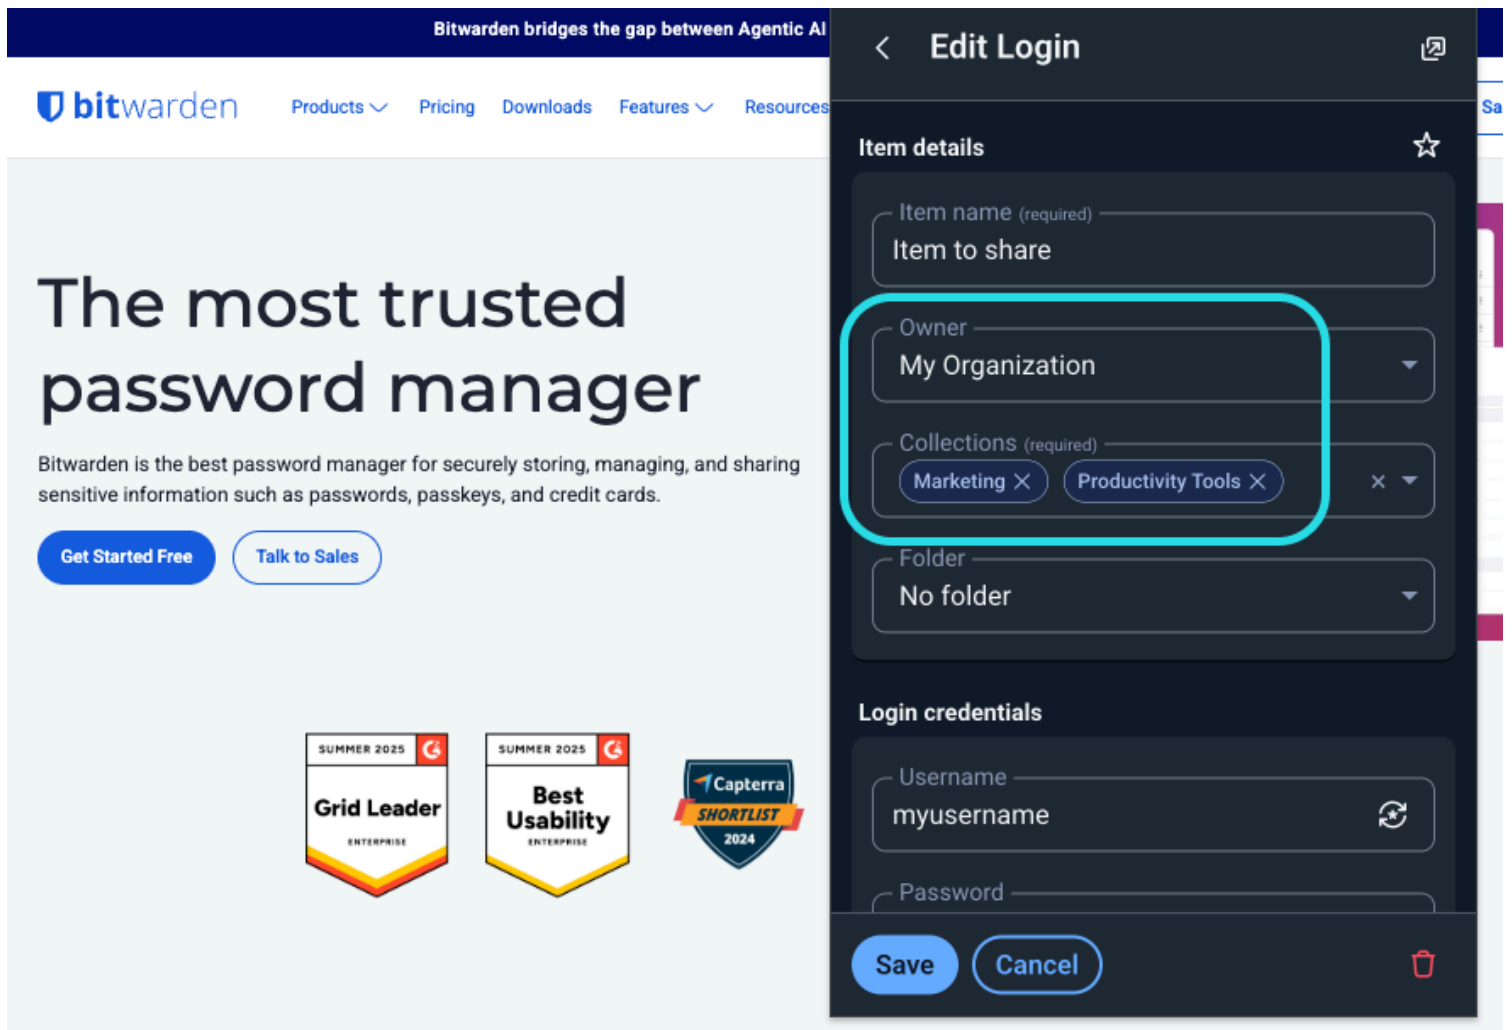 Bitwarden bridges the gap between Agentic AI
bitwarden
Products
Pricing
Downloads
Features
Resources
Sa
The most trusted
password manager
Bitwarden is the best password manager for securely storing, managing, and sharing
sensitive information such as passwords, passkeys, and credit cards.
Get Started Free
Talk to Sales
SUMMER 2025
Grid Leader
ENTERPRISE
SUMMER 2025
Best
Usability
ENTERPRISE
Capterra
SHORTLIST
2024
Edit Login
Item details
Item name (required)
Item to share
Owner
My Organization
Collections (required)
Marketing
Productivity Tools
Folder
No folder
Login credentials
Username
myusername
Password
Save
Cancel